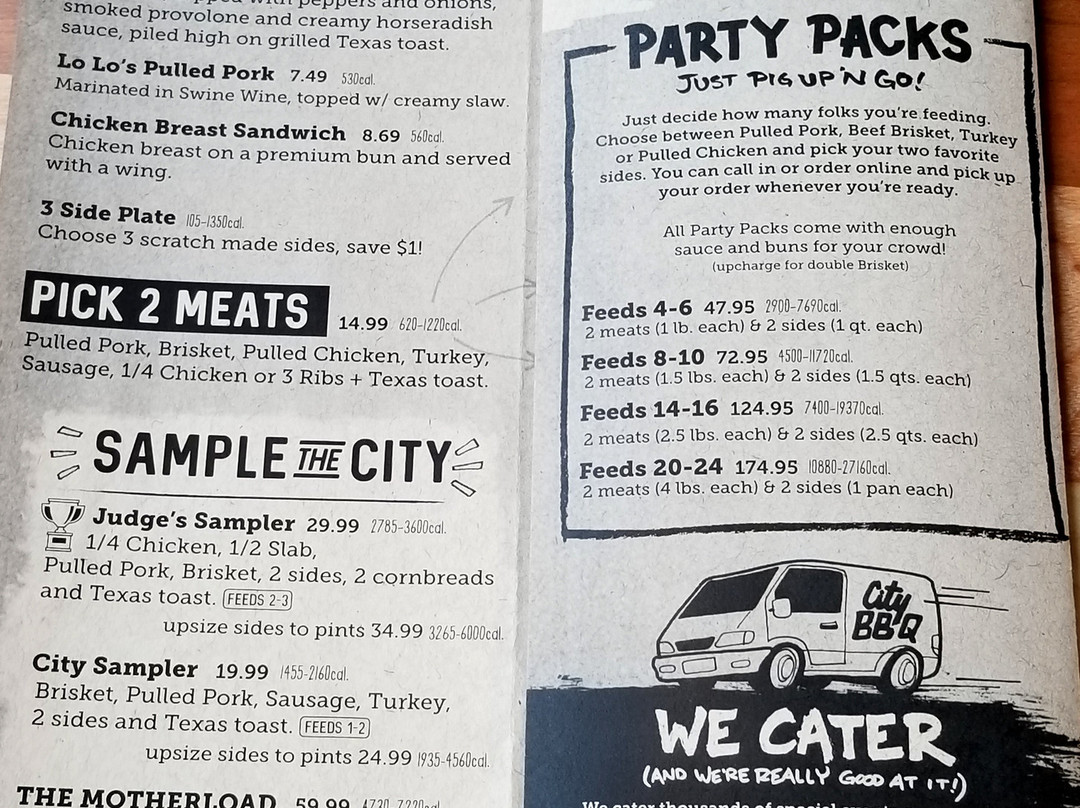 with peppers and onions,
smoked provolone and creamy horseradish
sauce, piled high on grilled Texas toast.
Lo Lo's Pulled Pork 7.49 530cal.
Marinated in Swine Wine, topped w/ creamy slaw.
Chicken Breast Sandwich 8.69 560cal.
Chicken breast on a premium bun and served
with a wing.
3 Side Plate 105-1350cal.
Choose 3 scratch made sides, save $1!
PICK 2 MEATS 14.99 620-1220cal.
Pulled Pork, Brisket, Pulled Chicken, Turkey,
Sausage, 1/4 Chicken or 3 Ribs + Texas toast.
SAMPLE THE CITY
Judge's Sampler 29.99 2785-3600cal.
1/4 Chicken, 1/2 Slab,
Pulled Pork, Brisket, 2 sides, 2 cornbreads
and Texas toast. FEEDS 2-3
upsize sides to pints 34.99 3265-6000cal.
City Sampler 19.99 1455-2160cal.
Brisket, Pulled Pork, Sausage, Turkey,
2 sides and Texas toast. FEEDS 1-2
upsize sides to pints 24.99 1935-4560cal.
THE MOTHERLOAD 59.99 4730-7220cal.
PARTY PACKS
JUST PIG UP 'N GO!
Just decide how many folks you're feeding.
Choose between Pulled Pork, Beef Brisket, Turkey
or Pulled Chicken and pick your two favorite
sides. You can call in or order online and pick up
your order whenever you're ready.
All Party Packs come with enough
sauce and buns for your crowd!
(upcharge for double Brisket)
Feeds 4-6 47.95 2900-7690cal.
2 meats (1 lb. each) & 2 sides (1 qt. each)
Feeds 8-10 72.95 4500-11720cal.
2 meats (1.5 lbs. each) & 2 sides (1.5 qts. each)
Feeds 14-16 124.95 7400-19370cal.
2 meats (2.5 lbs. each) & 2 sides (2.5 qts. each)
Feeds 20-24 174.95 10880-27160cal.
2 meats (4 lbs. each) & 2 sides (1 pan each)
City
BB'Q
WE CATER
(AND WE'RE REALLY GOOD AT IT!)
We cater thousands of special